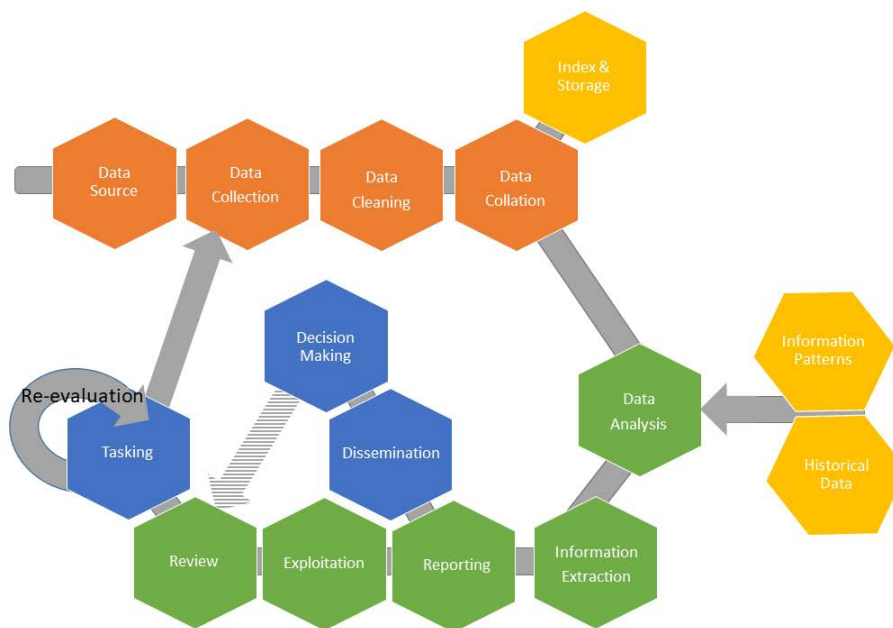 Index &
Storage
Data
Source
Data
Collection
Data
Cleaning
Data
Collation
Decision
Making
Information
Patterns
Re-evaluation
Data
Analysis
Tasking
Dissemination
Historical
Data
Review
Exploitation
Reporting
Information
Extraction